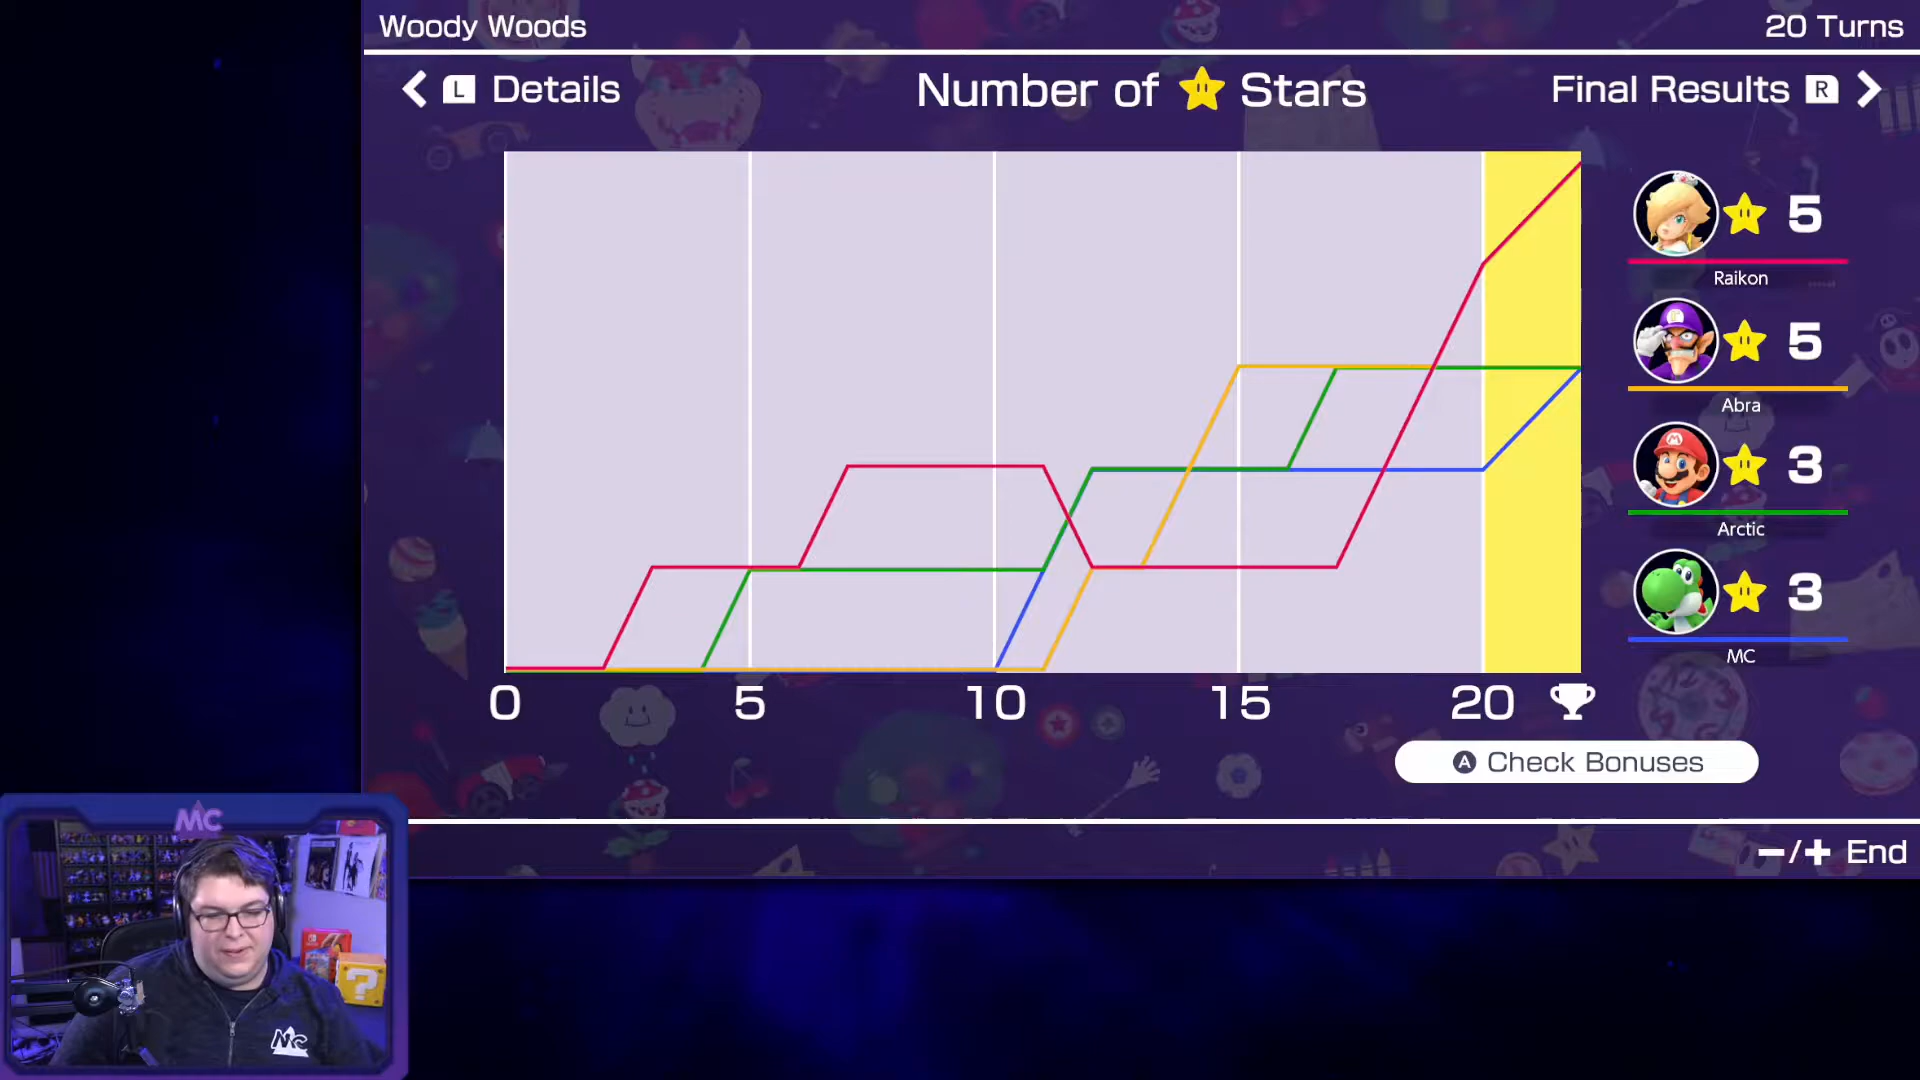 Woody Woods
20 Turns
L Details
Number of Stars
Final Results R
5
Raikon
5
Abra
3
Arctic
3
MC
0 5 10 15 20
A Check Bonuses
-/+ End
MC
MC